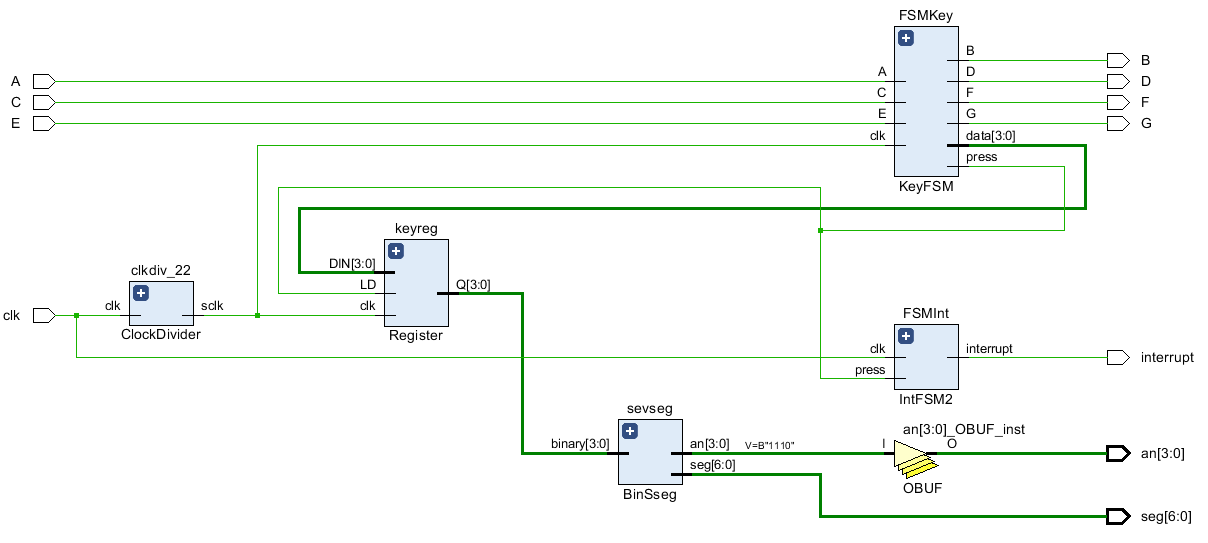 FSMKey
A
C
E
A
C
E
clk
B
D
F
G
data[3:0]
press
B
D
F
G
KeyFSM
keyreg
DIN[3:0]
LD
clk
Q[3:0]
Register
clkdiv_22
clk
clk
sclk
ClockDivider
FSMInt
clk
press
interrupt
interrupt
IntFSM2
sevseg
binary[3:0]
an[3:0]
V=B"1110"
seg[6:0]
BinSseg
an[3:0]_OBUF_inst
I
O
OBUF
an[3:0]
seg[6:0]